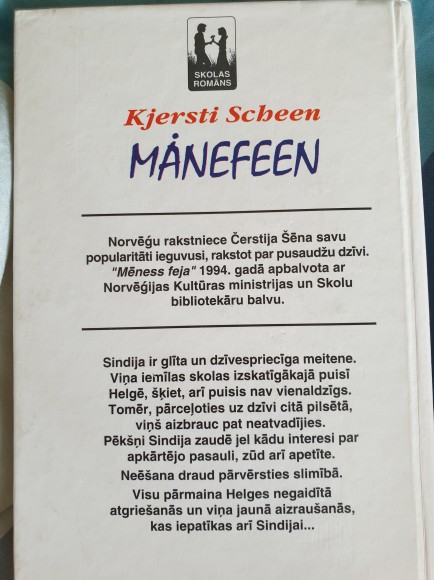 SKOLAS
ROMĀNS
Kjersti Scheen
MÅNEFEEN
Norvēģu rakstniece Čerstija Šēna savu
popularitāti ieguvusi, rakstot par pusaudžu dzīvi.
"Mēness feja" 1994. gadā apbalvota ar
Norvēģijas Kultūras ministrijas un Skolu
bibliotekāru balvu.
Sindija ir glīta un dzīvespriecīga meitene.
Viņa iemīlas skolas izskatīgākajā puisī
Helgē, šķiet, arī puisis nav vienaldzīgs.
Tomēr, pārceļoties uz dzīvi citā pilsētā,
viņš aizbrauc pat neatvadījies.
Pēkšņi Sindija zaudē jel kādu interesi par
apkārtējo pasauli, zūd arī apetīte.
Neēšana draud pārvērsties slimībā.
Visu pārmaina Helges negaidītā
atgriešanās un viņa jaunā aizraušanās,
kas iepatīkas arī Sindijai...